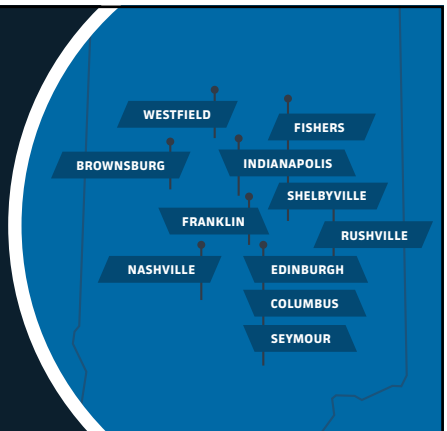 WESTFIELD
FISHERS
BROWNSBURG
INDIANAPOLIS
SHELBYVILLE
FRANKLIN
RUSHVILLE
NASHVILLE
EDINBURGH
COLUMBUS
SEYMOUR